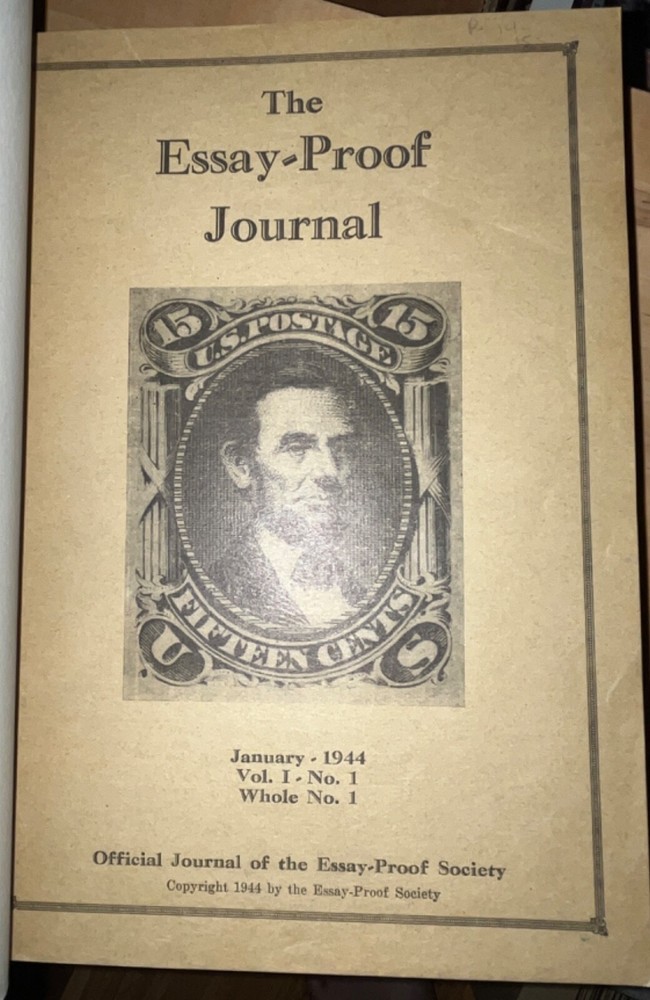 The
Essay-Proof
Journal
15 15
U.S. POSTAGE
FIFTEEN CENTS
U S
January - 1944
Vol. I - No. 1
Whole No. 1
Official Journal of the Essay-Proof Society
Copyright 1944 by the Essay-Proof Society